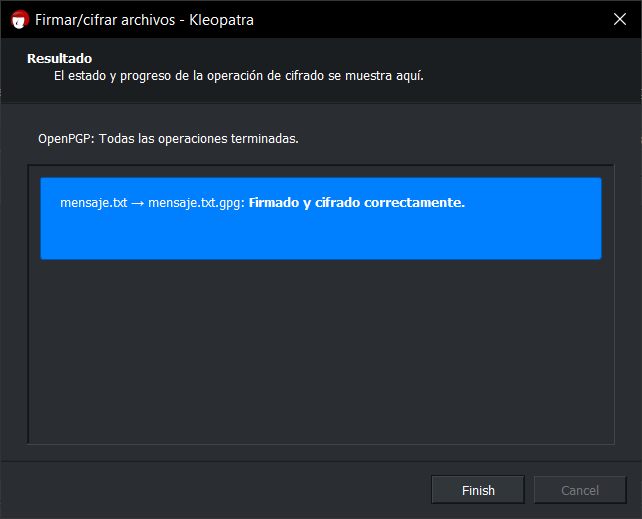 Firmar/cifrar archivos - Kleopatra
Resultado
El estado y progreso de la operación de cifrado se muestra aquí.
OpenPGP: Todas las operaciones terminadas.
mensaje.txt → mensaje.txt.gpg: Firmado y cifrado correctamente.
Finish
Cancel